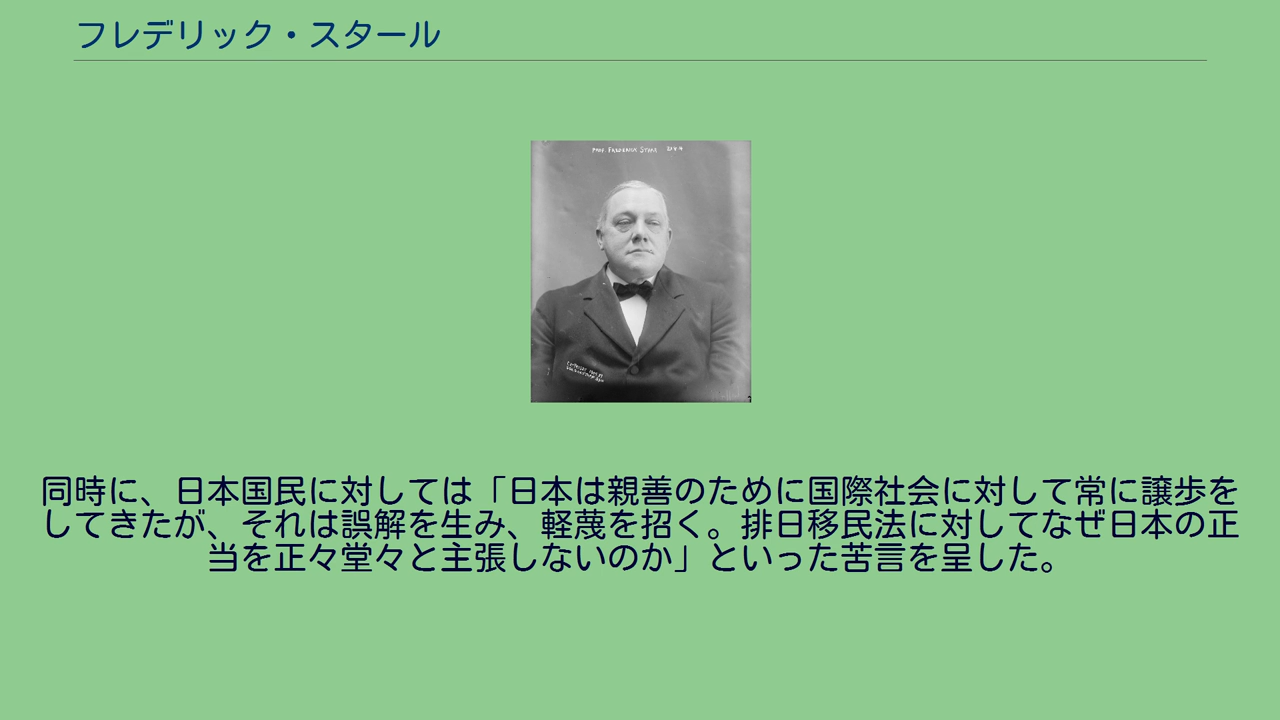 フレデリック・スタール
PROF. FREDERICK STARR
同時に、日本国民に対しては「日本は親善のために国際社会に対して常に譲歩を
してきたが、それは誤解を生み、軽蔑を招く。排日移民法に対してなぜ日本の正
当を正々堂々と主張しないのか」といった苦言を呈した。